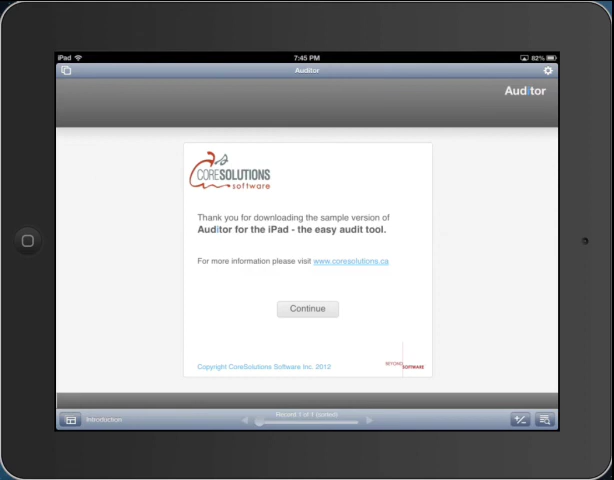 iPad
7:45 PM
82%
Auditor
Auditor
CORESOLUTIONS
software
Thank you for downloading the sample version of
Auditor for the iPad - the easy audit tool.
For more information please visit www.coresolutions.ca
Continue
Copyright CoreSolutions Software Inc. 2012
BEYOND SOFTWARE
Introduction
Record 1 of 1 (sorted)